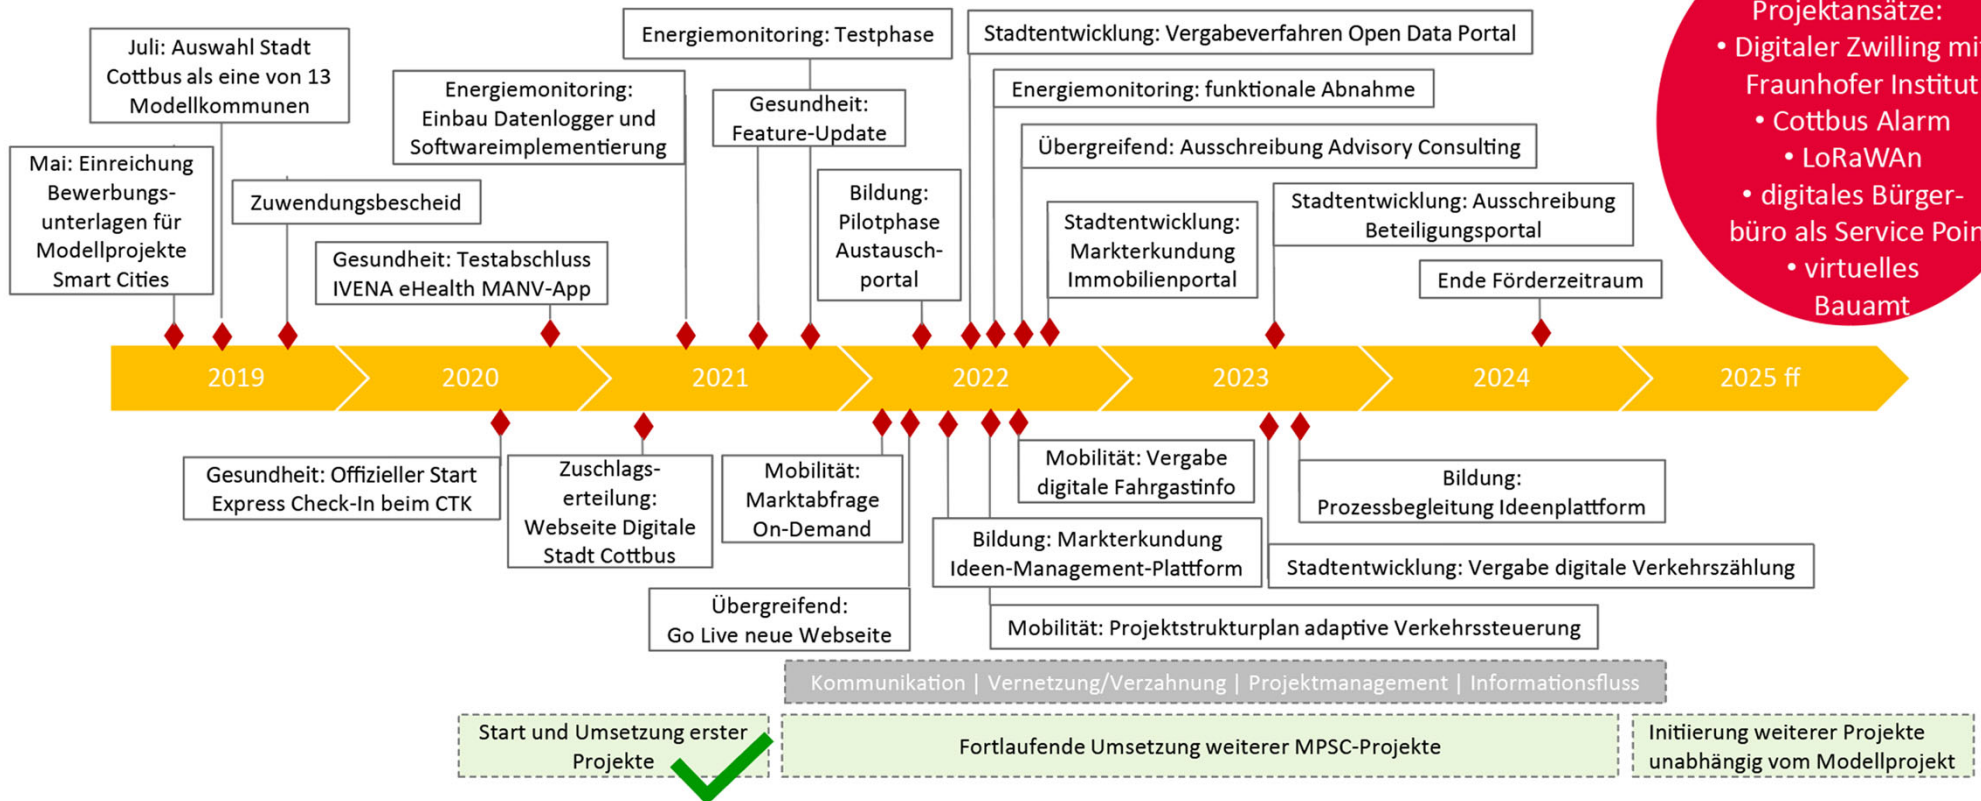 Juli: Auswahl Stadt
Cottbus als eine von 13
Modellkommunen
Mai: Einreichung
Bewerbungs-
unterlagen für
Modellprojekte
Smart Cities
Zuwendungsbescheid
Gesundheit: Testabschluss
IVENA eHealth MANV-App
Energiemonitoring:
Einbau Datenlogger und
Softwareimplementierung
Energiemonitoring: Testphase
Gesundheit:
Feature-Update
Bildung:
Pilotphase
Austausch-
portal
Stadtentwicklung: Vergabeverfahren Open Data Portal
Energiemonitoring: funktionale Abnahme
Übergreifend: Ausschreibung Advisory Consulting
Stadtentwicklung:
Markterkundung
Immobilienportal
Stadtentwicklung: Ausschreibung
Beteiligungsportal
Ende Förderzeitraum
Projektansätze:
• Digitaler Zwilling
Fraunhofer Institut
• Cottbus Alarm
• LoRaWAn
• digitales Bürger-
büro als Service
• virtuelles
Bauamt
2019
2020
2021
2022
2023
2024
2025 ff
Gesundheit: Offizieller Start
Express Check-In beim CTK
Zuschlags-
erteilung:
Webseite Digitale
Stadt Cottbus
Mobilität:
Marktabfrage
On-Demand
Übergreifend:
Go Live neue Webseite
Mobilität: Vergabe
digitale Fahrgastinfo
Bildung: Markterkundung
Ideen-Management-Plattform
Mobilität: Projektstrukturplan adaptive Verkehrssteuerung
Bildung:
Prozessbegleitung Ideenplattform
Stadtentwicklung: Vergabe digitale Verkehrszählung
Kommunikation | Vernetzung/Verzahnung | Projektmanagement | Informationsfluss
Start und Umsetzung erster
Projekte
Fortlaufende Umsetzung weiterer MPSC-Projekte
Initiierung weiterer Projekte
unabhängig vom Modellprojekt